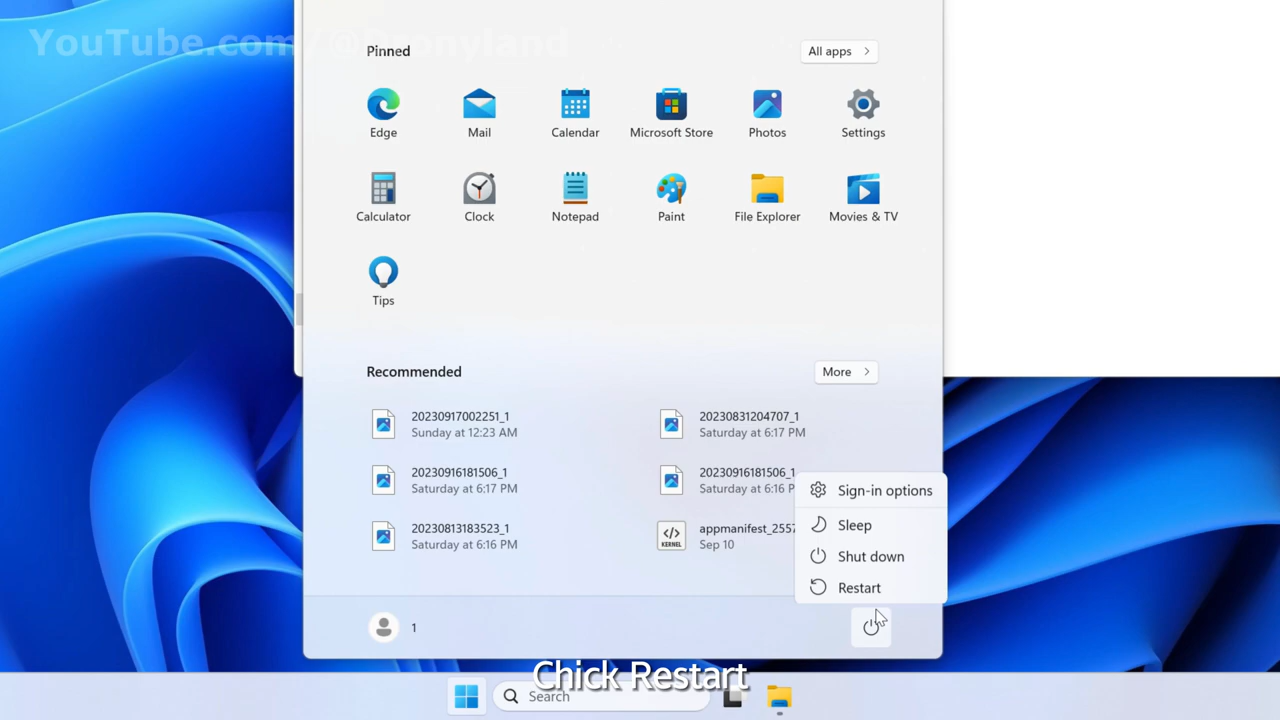 YouTube.com/@
Pinned
All apps
Edge
Mail
Calendar
Microsoft Store
Photos
Settings
Calculator
Clock
Notepad
Paint
File Explorer
Movies & TV
Tips
Recommended
More
20230917002251_1
Sunday at 12:23 AM
20230831204707_1
Saturday at 6:17 PM
20230916181506_1
Saturday at 6:17 PM
20230916181506_1
Saturday at 6:16 P
20230813183523_1
Saturday at 6:16 PM
</>
KERNEL
appmanifest_2557
Sep 10
Sign-in options
Sleep
Shut down
Restart
1
Chick Restart
Search